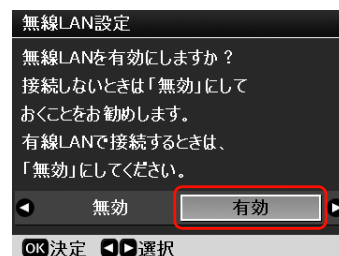 無線LAN設定
無線LANを有効にしますか?
接続しないときは「無効」にして
おくことをお勧めします。
有線LANで接続するときは、
「無効」にしてください。
無効 有効
OK決定 選択